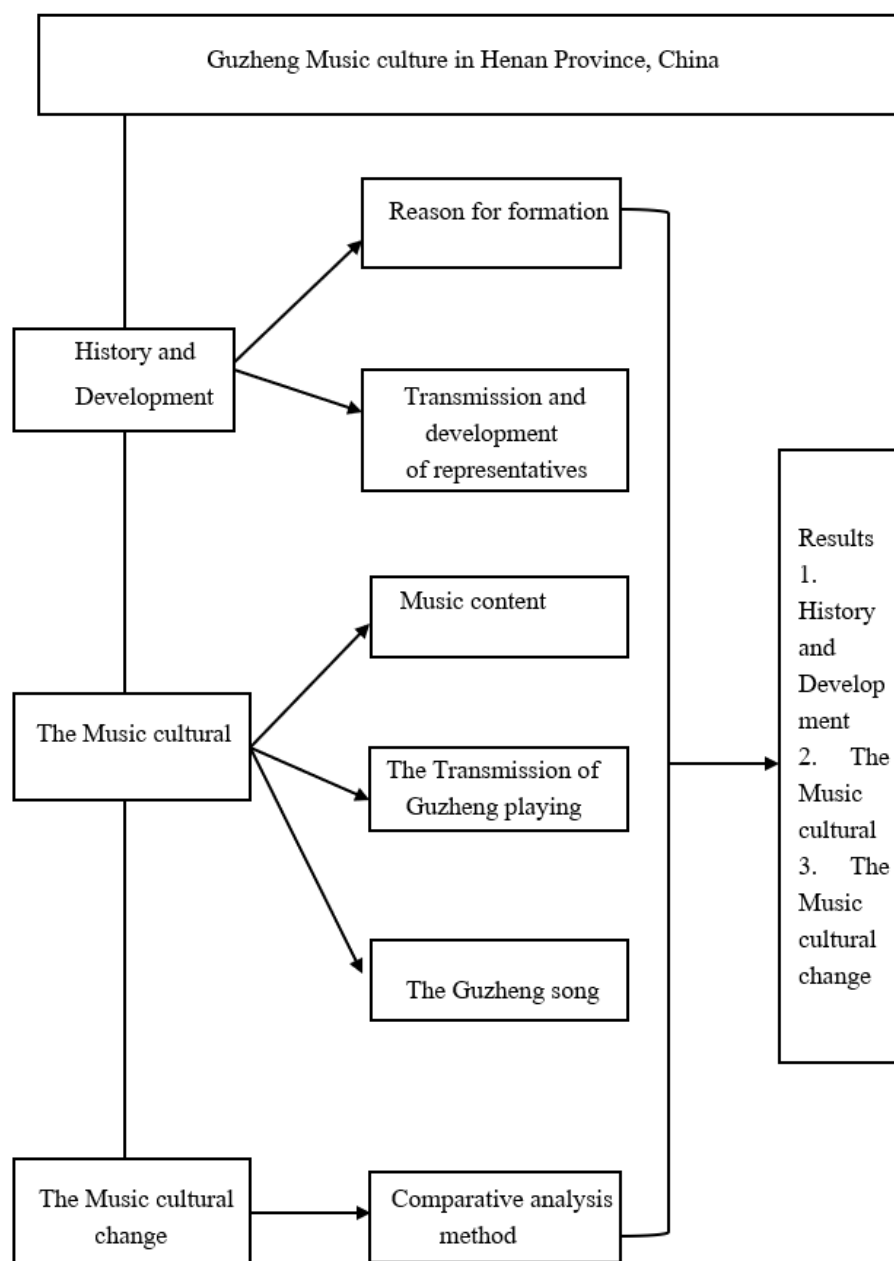 Guzheng Music culture in Henan Province, China
Reason for formation
History and
Development
Transmission and
development
of representatives
Music content
The Music cultural
The Transmission of
Guzheng playing
The Guzheng song
The Music cultural
change
Comparative analysis
method
Results
1.
History
and
Develop
ment
2. The
Music
cultural
3. The
Music
cultural
change